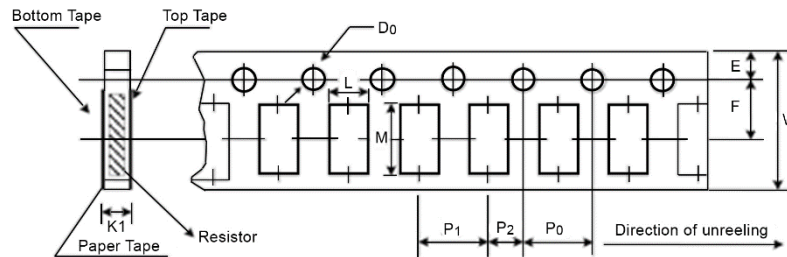 Bottom Tape
Top Tape
D0
E
L
F
M
W
K1
Resistor
Paper Tape
P1
P2
P0
Direction of unreeling